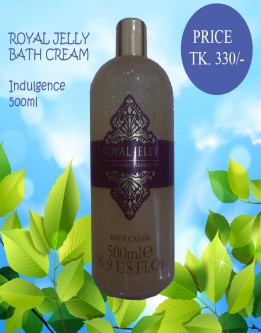 ROYAL JELLY
BATH CREAM
Indulgence
500ml
PRICE
TK. 330/-
ROYAL JELLY
BATH CREAM
500ml e
16.9 US FL.Oz